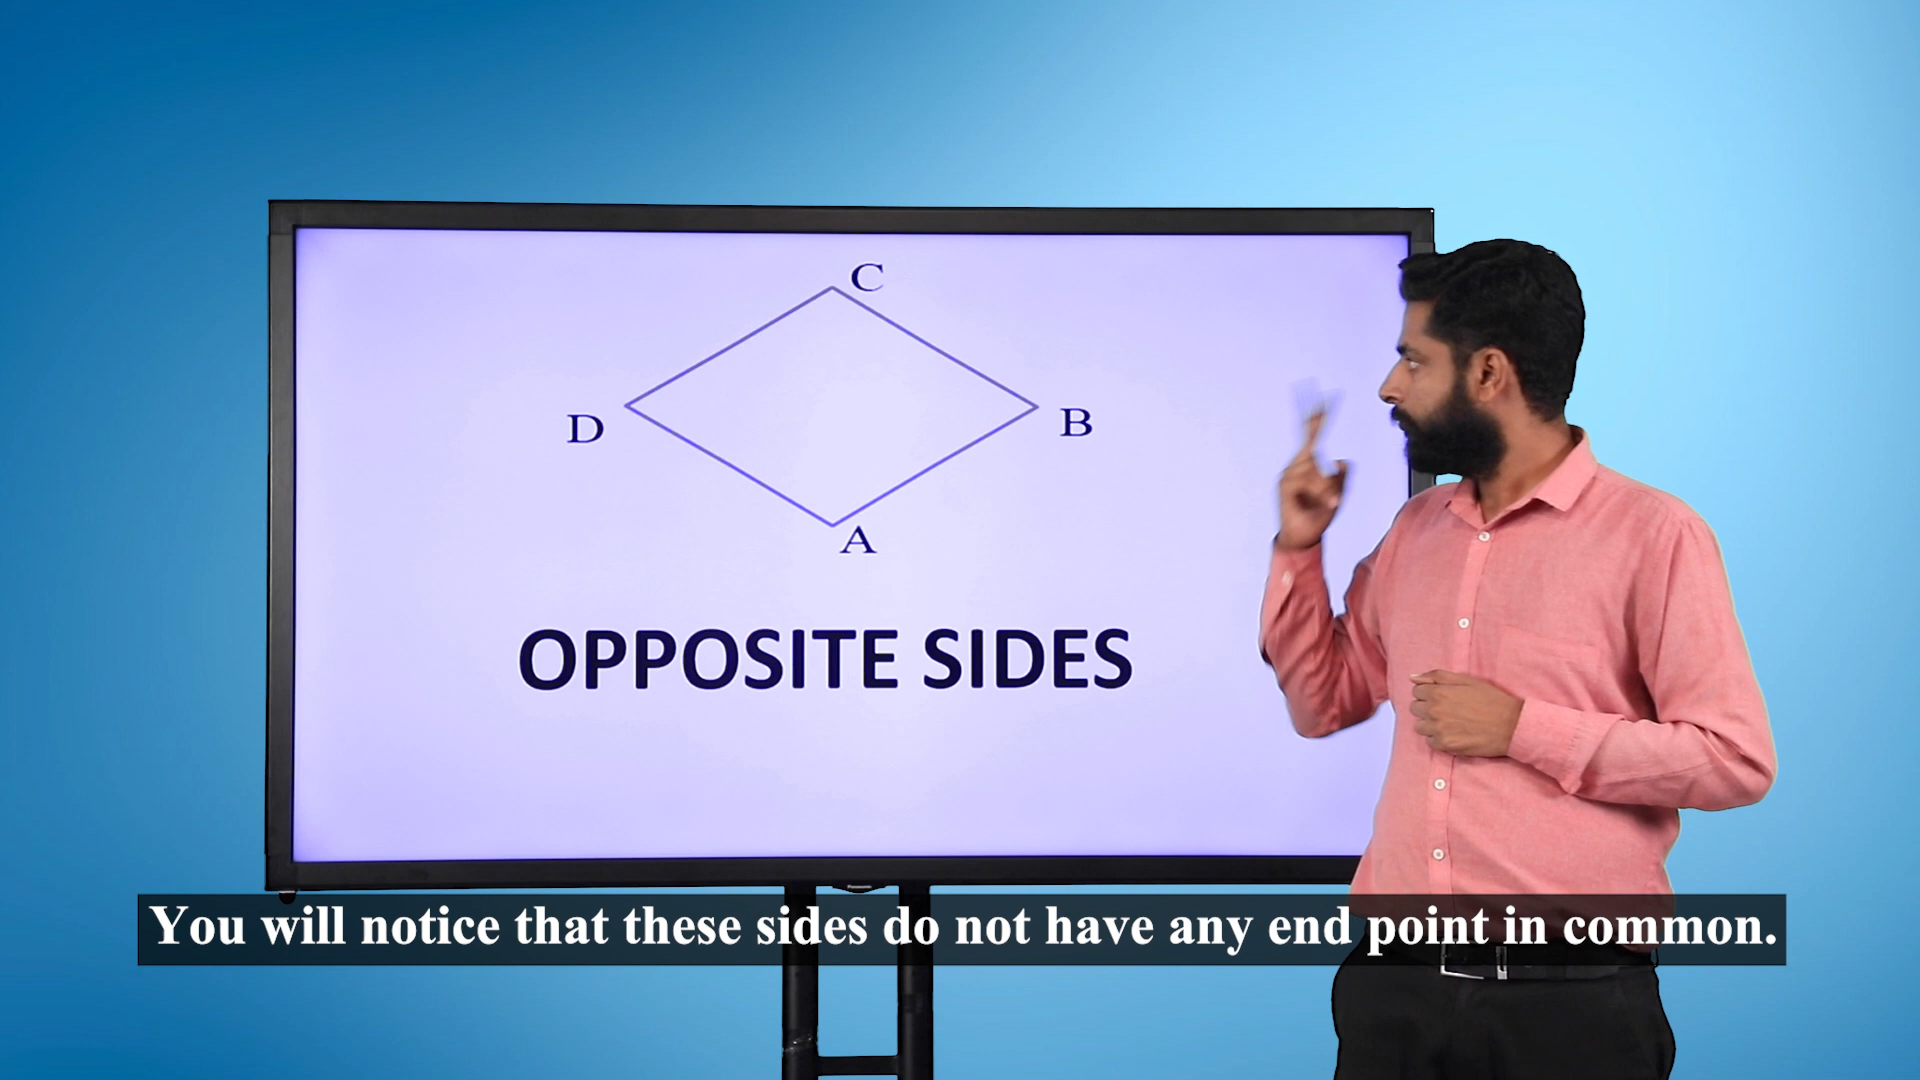 C
D
B
A
OPPOSITE SIDES
You will notice that these sides do not have any end point in common.